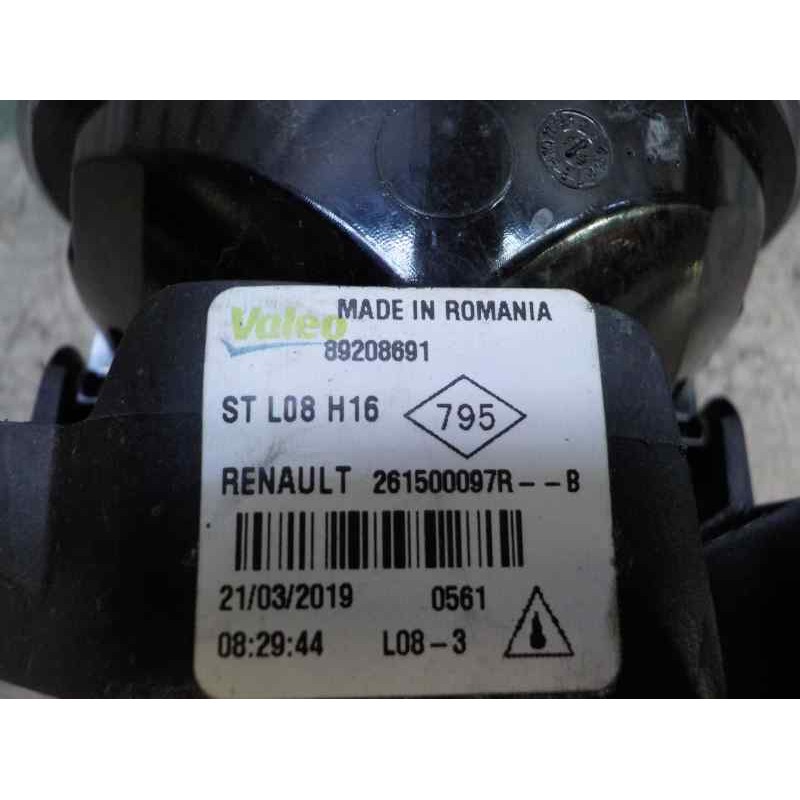 Valeo MADE IN ROMANIA
89208691
ST L08 H16 795
RENAULT 261500097R--B
21/03/2019 0561
08:29:44 L08-3